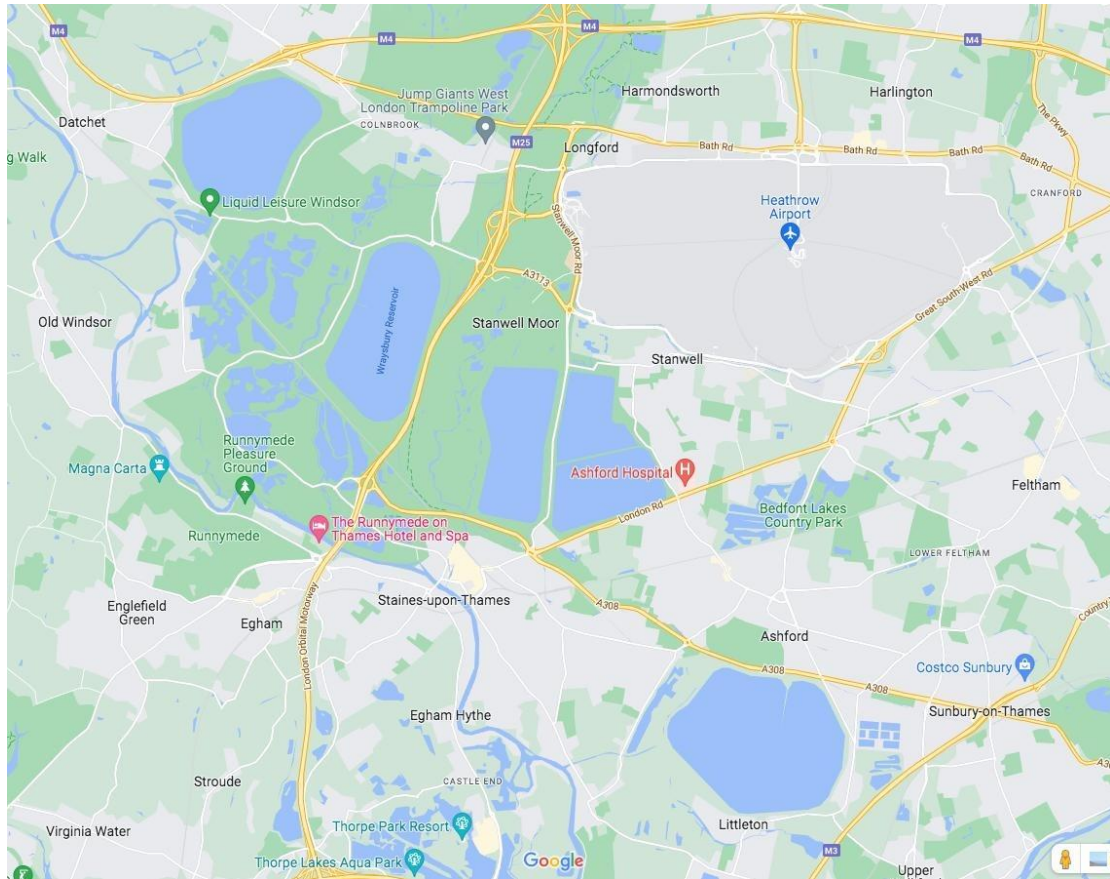 M4
M4
M4
M4
Jump Giants West
London Trampoline Park
Harmondsworth
Harlington
The Pkwy
Datchet
COLNBROOK
M25
Longford
Bath Rd
Bath Rd
Bath Rd
g Walk
CRANFORD
Liquid Leisure Windsor
Heathrow
Airport
Stanwell Moor Rd
A3113
Great South-West Rd
Wraysbury Reservoir
Old Windsor
Stanwell Moor
Stanwell
Runnymede
Pleasure
Ground
Magna Carta
Ashford Hospital
H
Feltham
London Rd
Bedfont Lakes
Country Park
Runnymede
The Runnymede on
Thames Hotel and Spa
LOWER FELTHAM
Englefield
Green
Egham
Staines-upon-Thames
A308
Country
London Orbital Motorway
Ashford
Costco Sunbury
A308
A308
Sunbury-on-Thames
Egham Hythe
Stroude
CASTLE END
Virginia Water
Thorpe Park Resort
Littleton
M3
Thorpe Lakes Aqua Park
Google
Upper